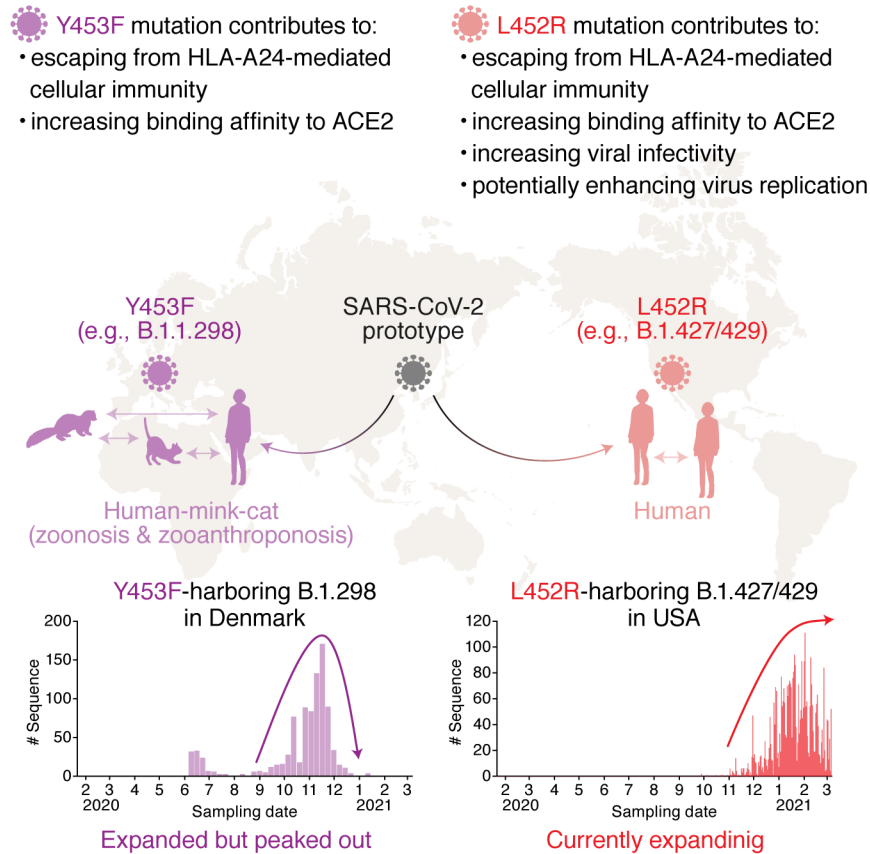 Y453F mutation contributes to:
• escaping from HLA-A24-mediated
cellular immunity
• increasing binding affinity to ACE2
L452R mutation contributes to:
• escaping from HLA-A24-mediated
cellular immunity
• increasing binding affinity to ACE2
• increasing viral infectivity
• potentially enhancing virus replication
Y453F
(e.g., B.1.1.298)
SARS-CoV-2
prototype
L452R
(e.g., B.1.427/429)
Human-mink-cat
(zoonosis & zooanthroponosis)
Human
Y453F-harboring B.1.298
in Denmark
# Sequence
200
150
100
50
0
2 3 4 5 6 7 8 9 10 11 12 1 2 3
2020 2021
Sampling date
Expanded but peaked out
L452R-harboring B.1.427/429
in USA
# Sequence
120
100
80
60
40
20
0
2 3 4 5 6 7 8 9 10 11 12 1 2 3
2020 2021
Sampling date
Currently expandinig